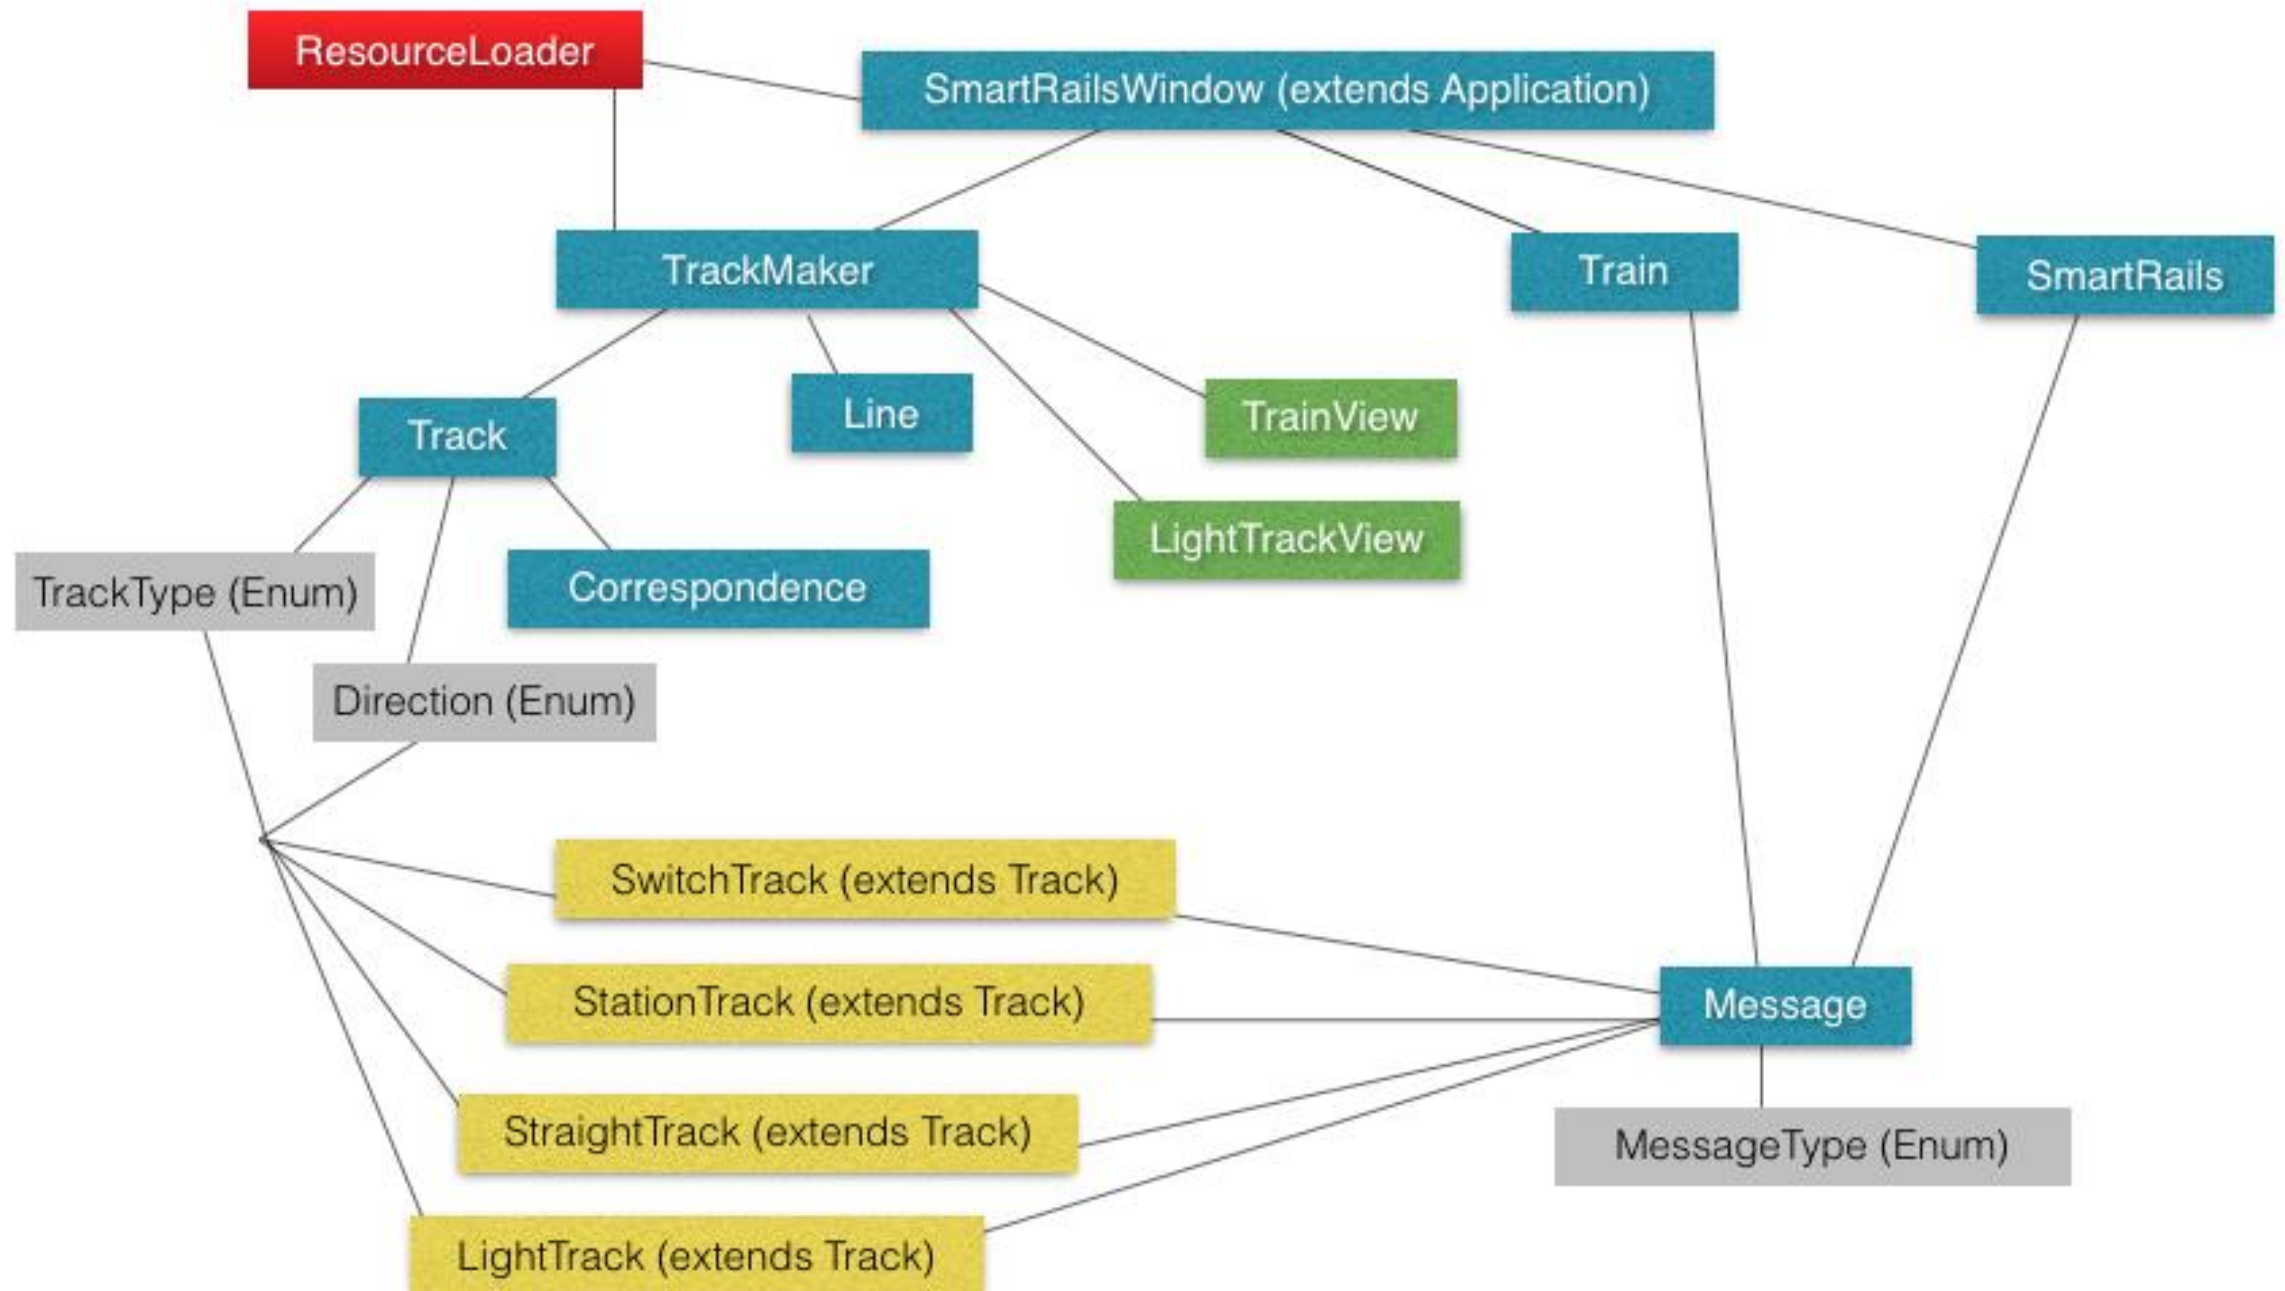 ResourceLoader
SmartRailsWindow (extends Application)
TrackMaker
Train
SmartRails
Line
TrainView
Track
LightTrackView
TrackType (Enum)
Correspondence
Direction (Enum)
SwitchTrack (extends Track)
StationTrack (extends Track)
Message
StraightTrack (extends Track)
MessageType (Enum)
LightTrack (extends Track)